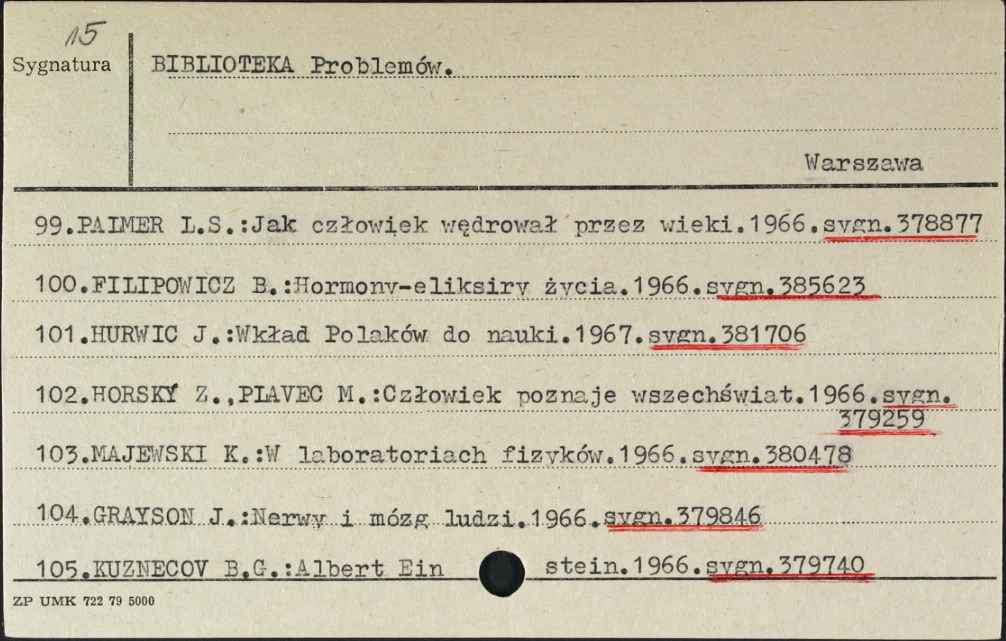 15
Sygnatura
BIBLIOTEKA Problemów.
Warszawa
99.PALMER L.S.:Jak człowiek wędrował przez wieki.1966.sygn.378877
100.FILIPOWICZ B.:Hormony-eliksiry życia.1966.sygn.385623
101.HURWIC J.:Wkład Polaków do nauki.1967.sygn.381706
102.HORSKY Z.,PLAVEC M.:Człowiek poznaje wszechświat.1966.sygn.
379259
103.MAJEWSKI K.:W laboratoriach fizyków.1966.sygn.380478
104.GRAYSON J.:Nerwy i mózg ludzi.1966.sygn.379846
105.KUZNECOV B.G.:Albert Ein stein.1966.sygn.379740
ZP UMK 722 79 5000